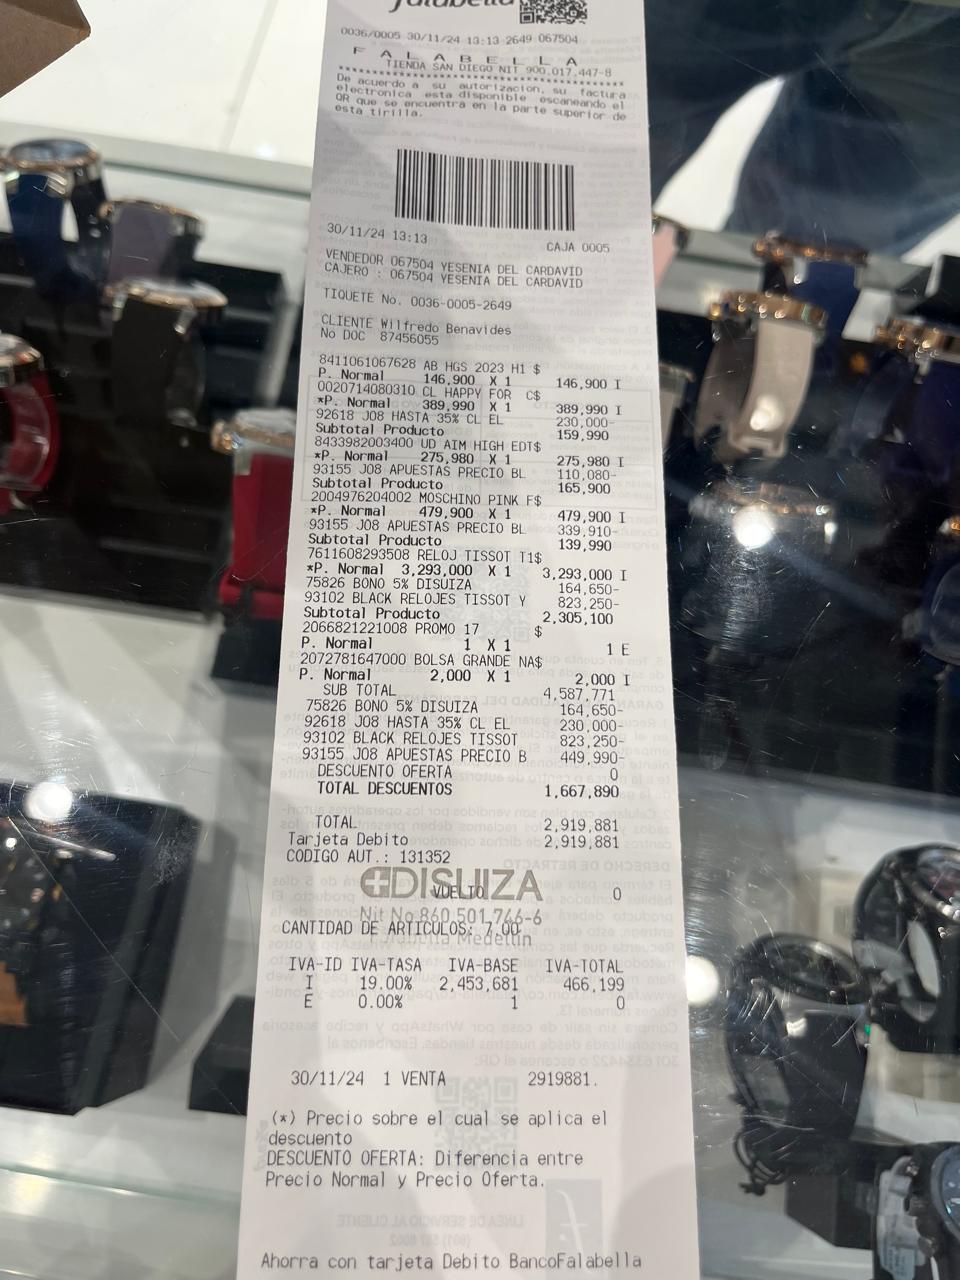 falabella
0036/0005 30/11/24 13:13 2649 067504
F A L A B E L L A
TIENDA SAN DIEGO NIT 900.017.447-8
****************************************
De acuerdo a su autorizacion, su factura
electronica esta disponible escaneando el
QR que se encuentra en la parte superior de
esta tirilla.
30/11/24 13:13 CAJA 0005
VENDEDOR 067504 YESENIA DEL CARDAVID
CAJERO : 067504 YESENIA DEL CARDAVID
TIQUETE No. 0036-0005-2649
CLIENTE Wilfredo Benavides
No DOC 87456055
8411061067628 AB HGS 2023 H1 $
P. Normal 146,900 X 1 146,900 I
0020714080310 CL HAPPY FOR C$
*P. Normal 389,990 X 1 389,990 I
92618 J08 HASTA 35% CL EL 230,000-
Subtotal Producto 159,990
8433982003400 UD AIM HIGH EDT$
*P. Normal 275,980 X 1 275,980 I
93155 J08 APUESTAS PRECIO BL 110,080-
Subtotal Producto 165,900
2004976204002 MOSCHINO PINK F$
*P. Normal 479,900 X 1 479,900 I
93155 J08 APUESTAS PRECIO BL 339,910-
Subtotal Producto 139,990
7611608293508 RELOJ TISSOT T1$
*P. Normal 3,293,000 X 1 3,293,000 I
75826 BONO 5% DISUIZA 164,650-
93102 BLACK RELOJES TISSOT Y 823,250-
Subtotal Producto 2,305,100
2066821221008 PROMO 17 $
P. Normal 1 X 1 1 E
2072781647000 BOLSA GRANDE NA$
P. Normal 2,000 X 1 2,000 I
SUB TOTAL 4,587,771
75826 BONO 5% DISUIZA 164,650-
92618 J08 HASTA 35% CL EL 230,000-
93102 BLACK RELOJES TISSOT 823,250-
93155 J08 APUESTAS PRECIO B 449,990-
DESCUENTO OFERTA 0
TOTAL DESCUENTOS 1,667,890
TOTAL 2,919,881
Tarjeta Debito 2,919,881
CODIGO AUT.: 131352
DISUIZA
VUELTO 0
Nit No.860.501.746-6
CANTIDAD DE ARTICULOS: 7.00
Falabella Medellin
IVA-ID IVA-TASA IVA-BASE IVA-TOTAL
I 19.00% 2,453,681 466,199
E 0.00% 1 0
30/11/24 1 VENTA 2919881.
(*) Precio sobre el cual se aplica el
descuento
DESCUENTO OFERTA: Diferencia entre
Precio Normal y Precio Oferta.
Ahorra con tarjeta Debito BancoFalabella